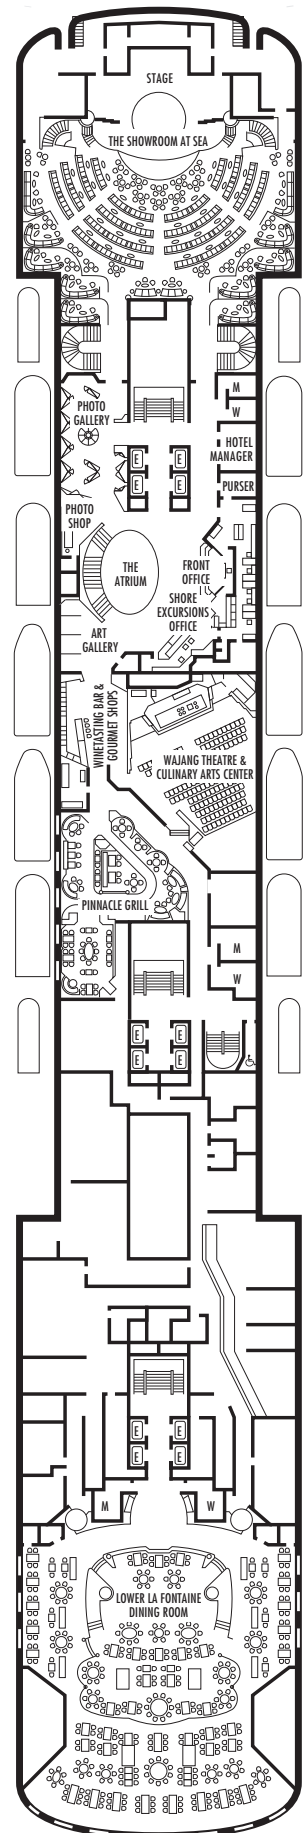 STAGE
THE SHOWROOM AT SEA
M
W
PHOTO
GALLERY
HOTEL
MANAGER
E
E
E
E
PURSER
PHOTO
SHOP
THE
ATRIUM
FRONT
OFFICE
SHORE
EXCURSIONS
OFFICE
ART
GALLERY
WINETASTING BAR &
GOURMET SHOPS
WAJANG THEATRE &
CULINARY ARTS CENTER
PINNACLE GRILL
M
W
E
E
E
E
E
E
E
E
M
W
LOWER LA FONTAINE
DINING ROOM